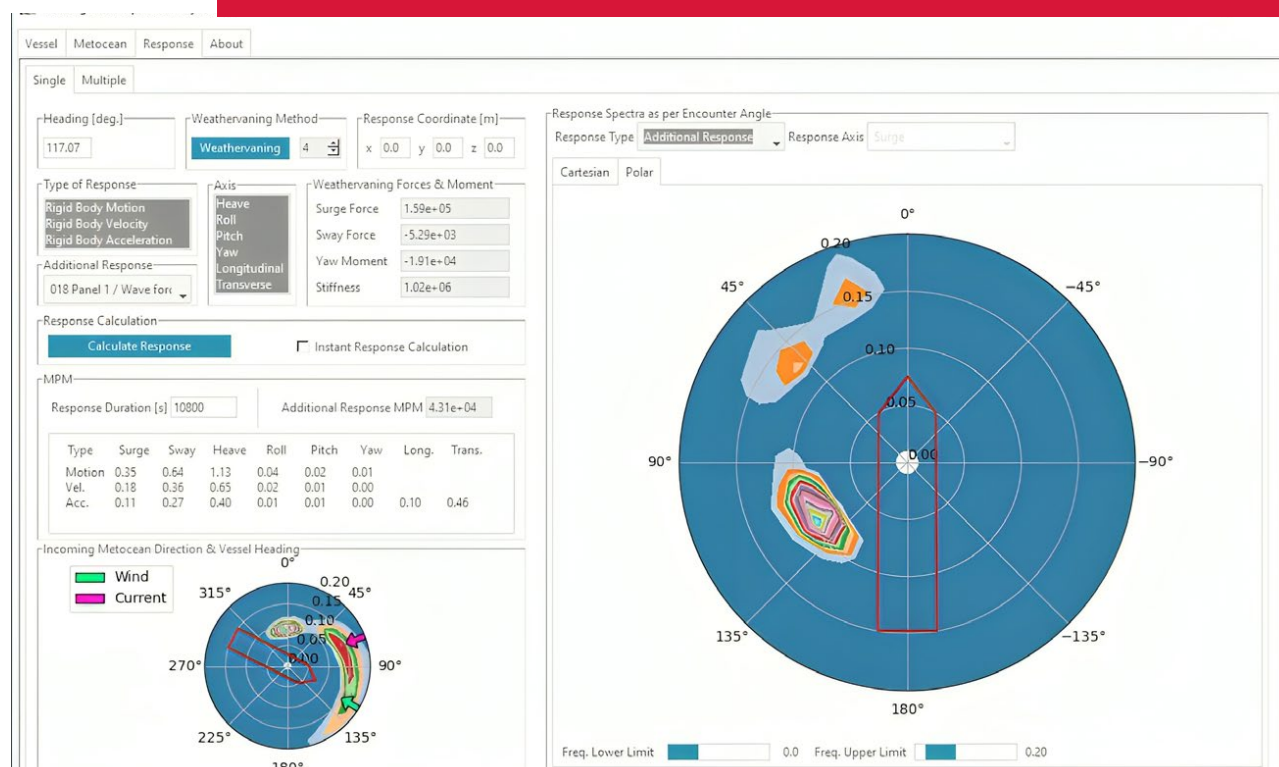 Vessel Metocean Response About
Single Multiple
Heading [deg.]
117.07
Weathervaning Method
Weathervaning 4
Response Coordinate [m]
x 0.0 y 0.0 z 0.0
Type of Response
Rigid Body Motion
Rigid Body Velocity
Rigid Body Acceleration
Axis
Heave
Roll
Pitch
Yaw
Longitudinal
Transverse
Weathervaning Forces & Moment
Surge Force 1.59e+05
Sway Force -5.29e+03
Yaw Moment -1.91e+04
Stiffness 1.02e+06
Additional Response
018 Panel 1 / Wave forc
Response Calculation
Calculate Response Instant Response Calculation
MPM
Response Duration [s] 10800 Additional Response MPM 4.31e+04
Type Surge Sway Heave Roll Pitch Yaw Long. Trans.
Motion 0.35 0.64 1.13 0.04 0.02 0.01
Vel. 0.18 0.36 0.65 0.02 0.01 0.00
Acc. 0.11 0.27 0.40 0.01 0.01 0.00 0.10 0.46
Incoming Metocean Direction & Vessel Heading
Wind
Current
0°
315° 0.20 45°
0.15
0.10
0.05
0.00
270° 90°
225° 135°
180°
Response Spectra as per Encounter Angle
Response Type Additional Response Response Axis Surge
Cartesian Polar
0°
0.20
45° -45°
0.15
0.10
0.05
0.00
90° -90°
135° -135°
180°
Freq. Lower Limit 0.0 Freq. Upper Limit 0.20